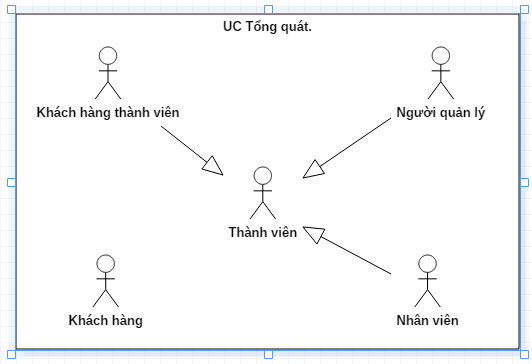 UC Tổng quát.
Khách hàng thành viên
Người quản lý
Thành viên
Khách hàng
Nhân viên